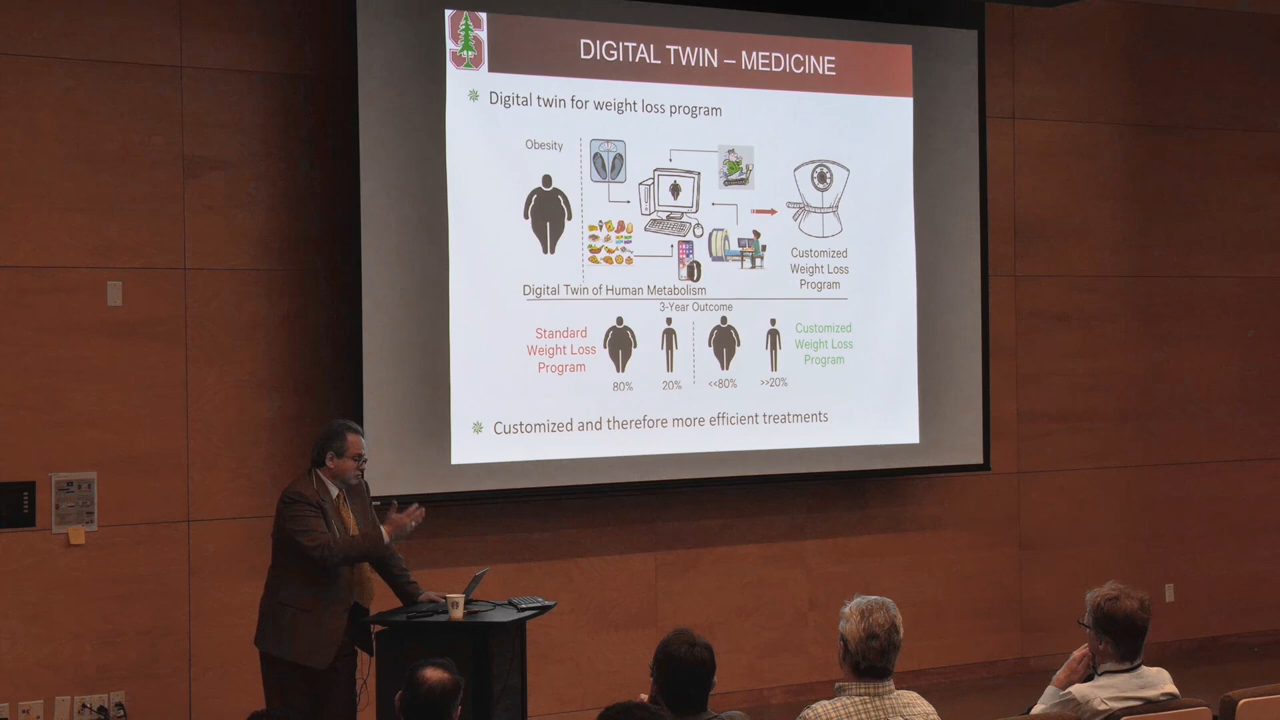 DIGITAL TWIN – MEDICINE
Digital twin for weight loss program
Obesity
Customized
Weight Loss
Program
Digital Twin of Human Metabolism
3-Year Outcome
Standard
Weight Loss
Program
80%
20%
<<80%
>>20%
Customized
Weight Loss
Program
Customized and therefore more efficient treatments